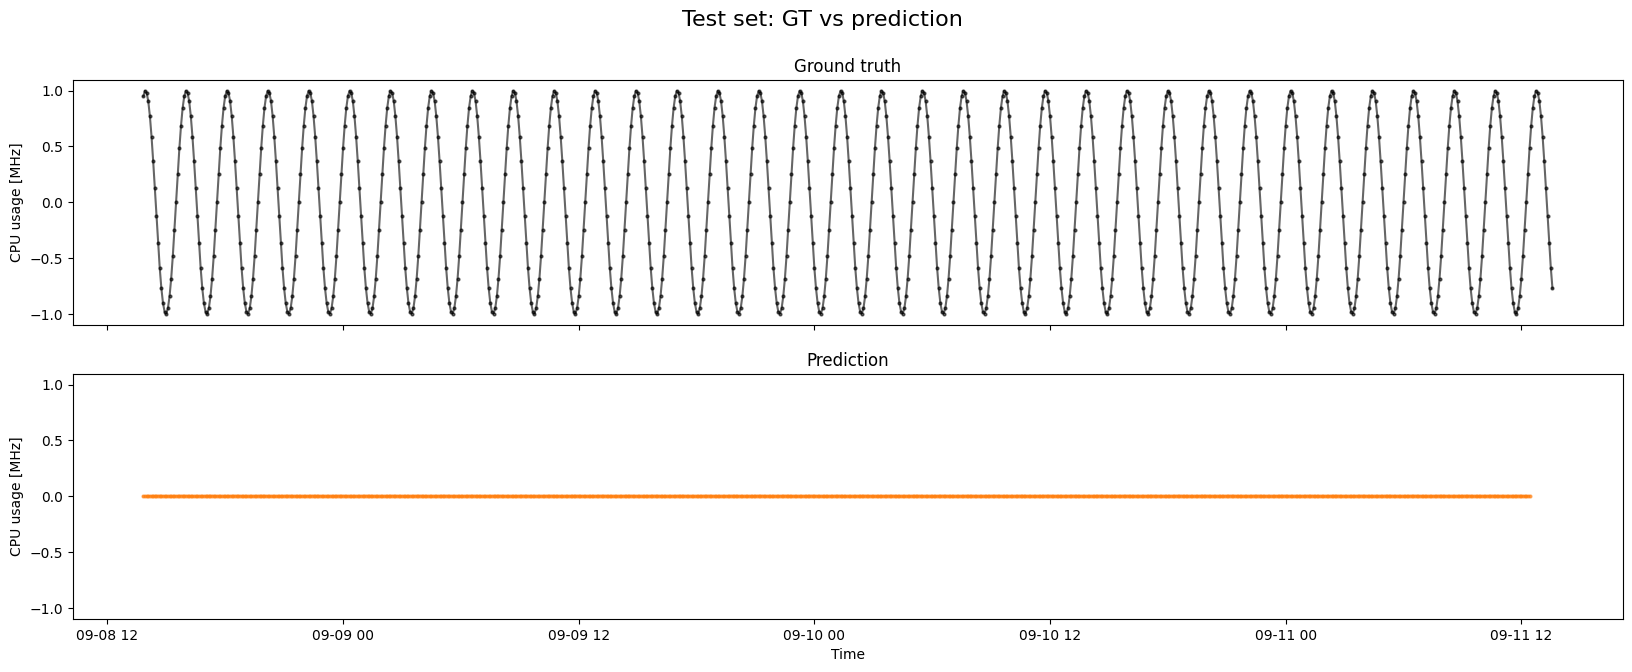 Test set: GT vs prediction
Ground truth
CPU usage [MHz]
1.0
0.5
0.0
−0.5
−1.0
Prediction
CPU usage [MHz]
1.0
0.5
0.0
−0.5
−1.0
09-08 12 09-09 00 09-09 12 09-10 00 09-10 12 09-11 00 09-11 12
Time